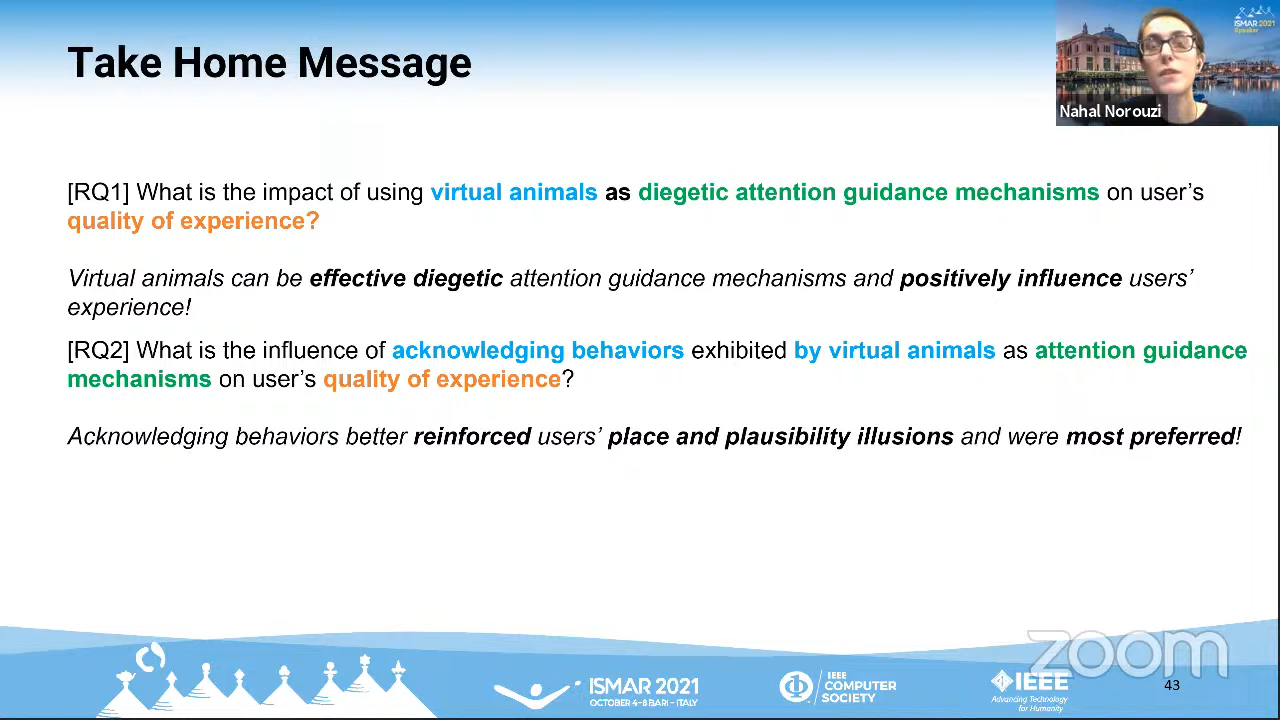 Take Home Message
ISMAR 2021
Speaker
Nahal Norouzi
[RQ1] What is the impact of using virtual animals as diegetic attention guidance mechanisms on user’s
quality of experience?
Virtual animals can be effective diegetic attention guidance mechanisms and positively influence users’
experience!
[RQ2] What is the influence of acknowledging behaviors exhibited by virtual animals as attention guidance
mechanisms on user’s quality of experience?
Acknowledging behaviors better reinforced users’ place and plausibility illusions and were most preferred!
zoom
ISMAR 2021
OCTOBER 4-8 BARI - ITALY
IEEE
COMPUTER
SOCIETY
IEEE
Advancing Technology
for Humanity
43